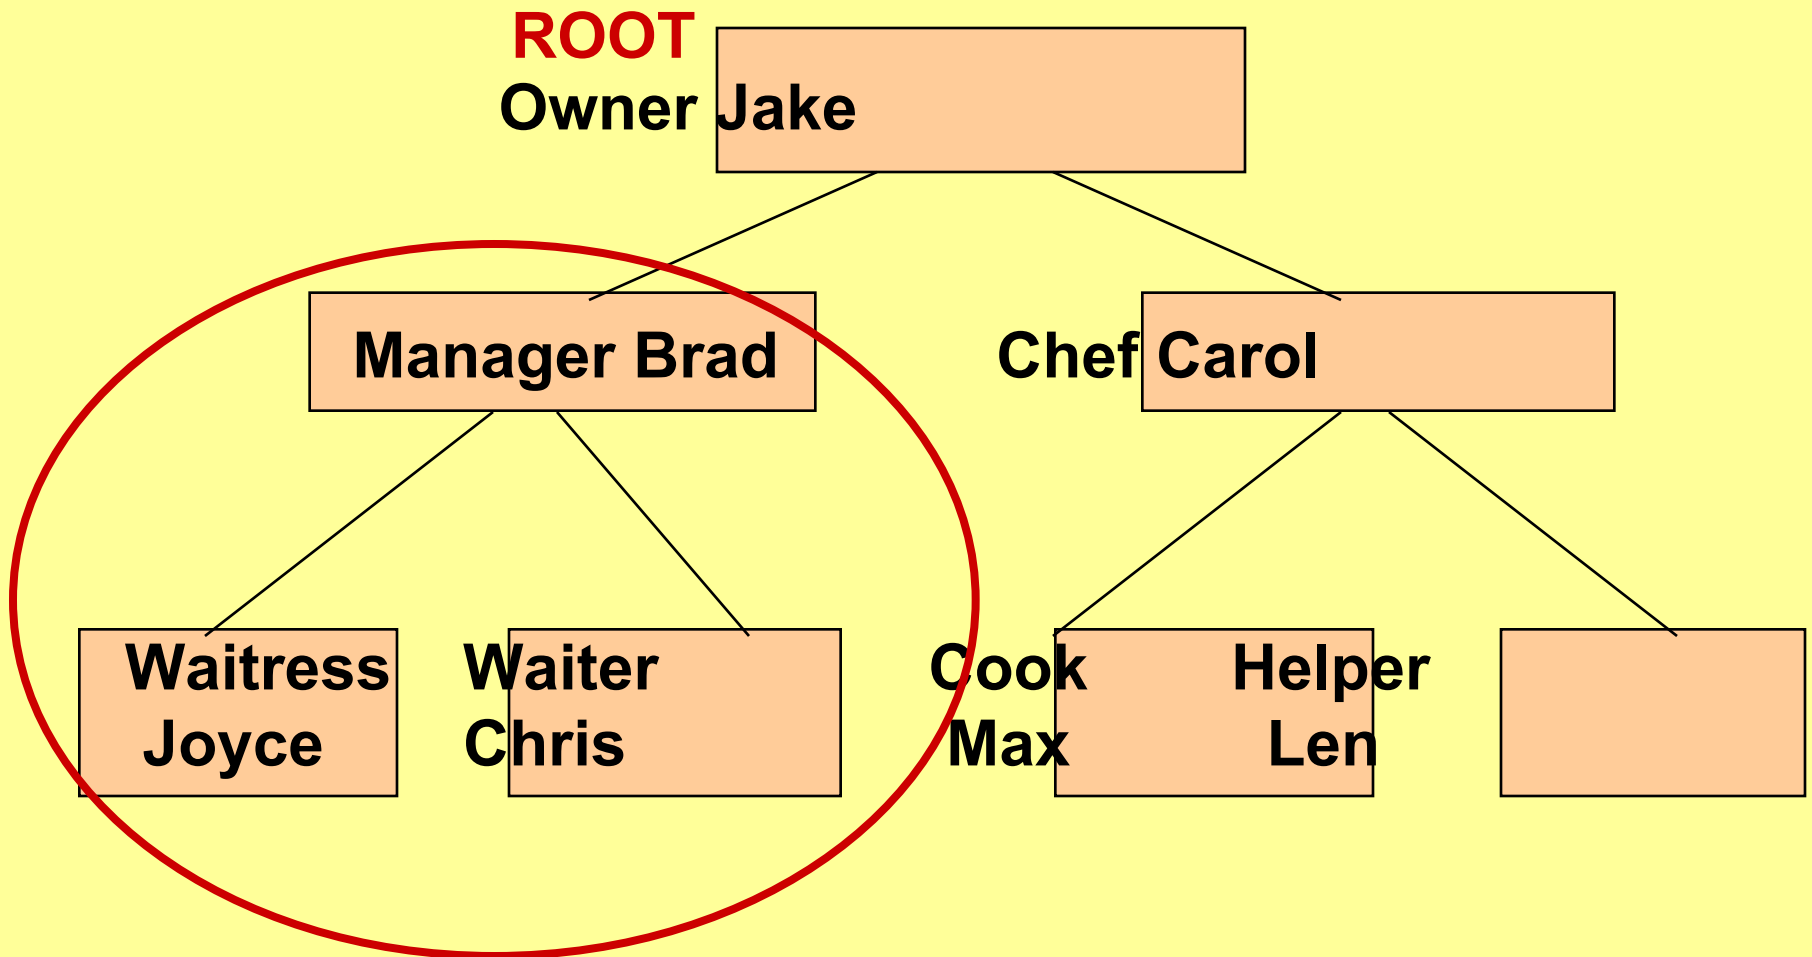 ROOT
Owner Jake
Manager Brad Chef Carol
Waitress Waiter Cook Helper
Joyce Chris Max Len